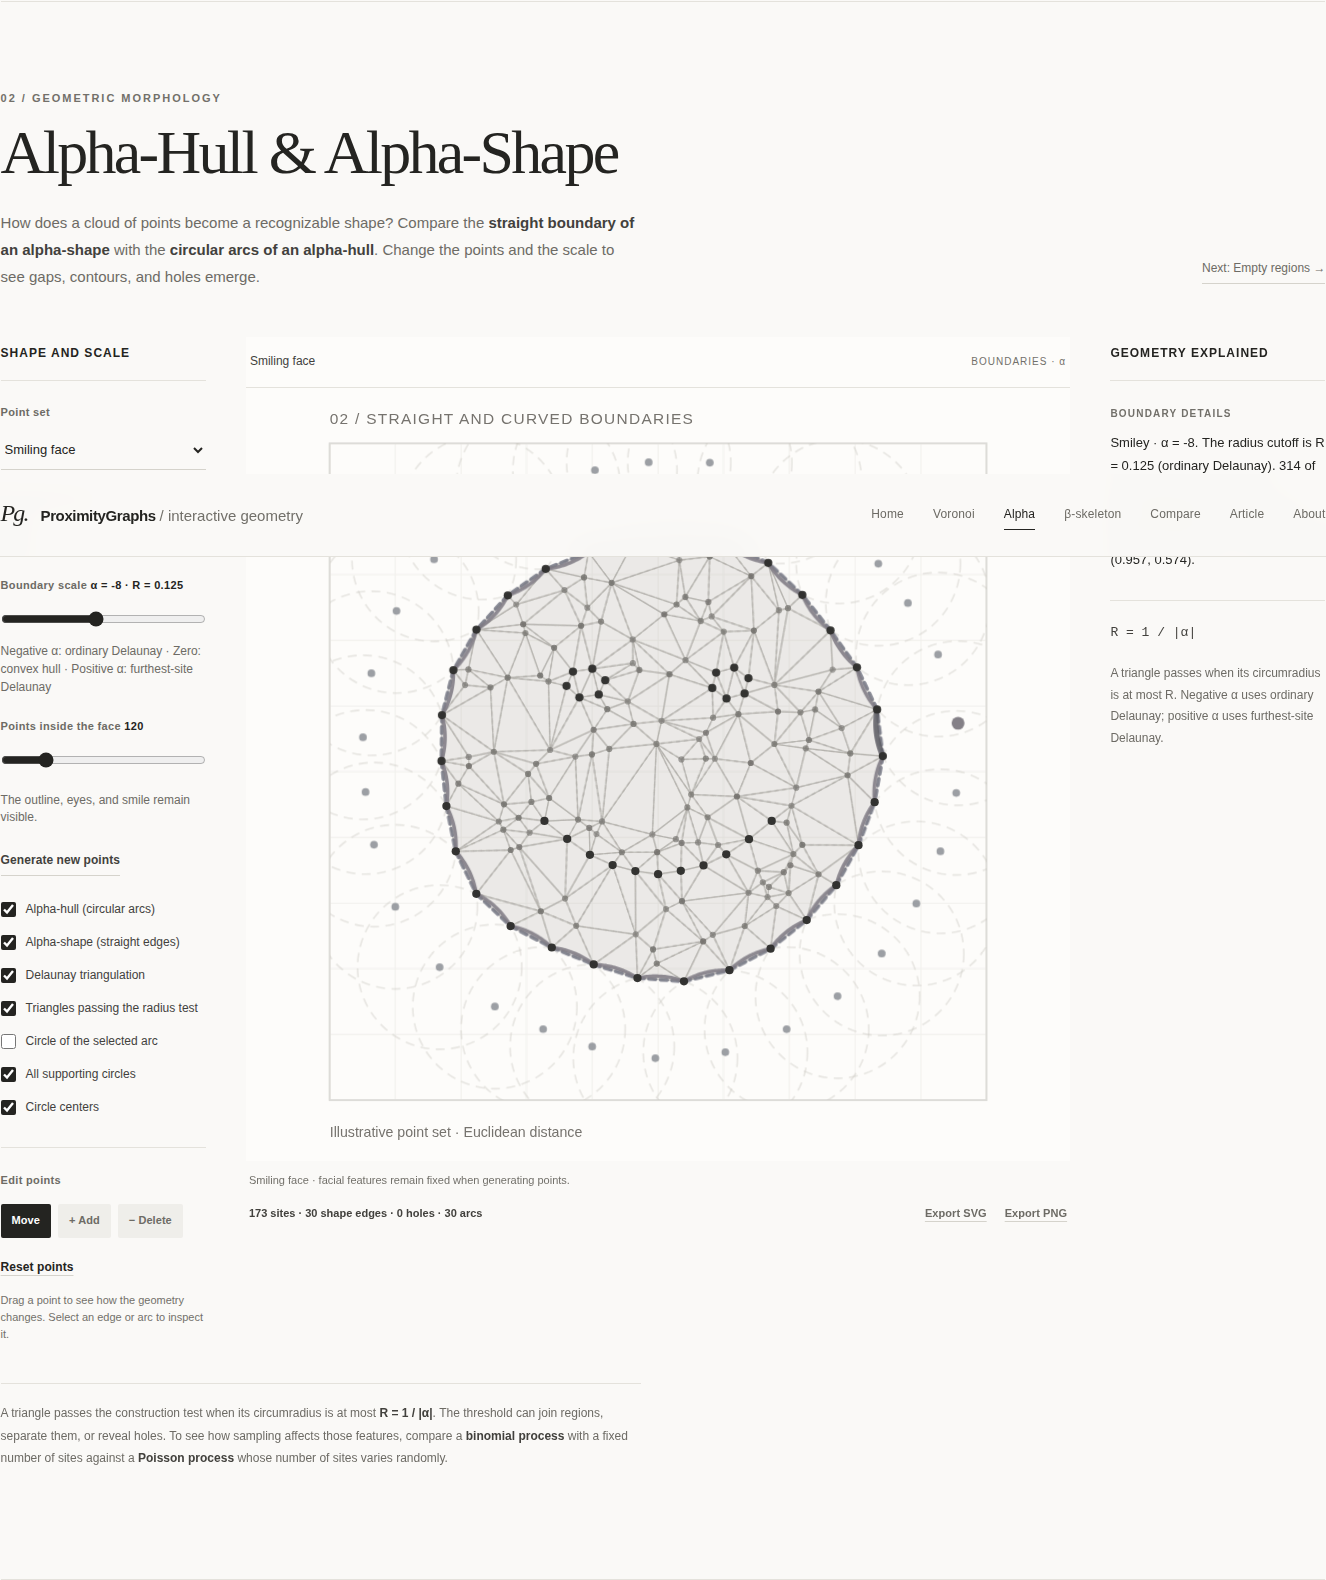 02 / GEOMETRIC MORPHOLOGY
Alpha-Hull & Alpha-Shape
How does a cloud of points become a recognizable shape? Compare the straight boundary of
an alpha-shape with the circular arcs of an alpha-hull. Change the points and the scale to
see gaps, contours, and holes emerge.
Next: Empty regions →
SHAPE AND SCALE
Point set
Smiling face
Pg. ProximityGraphs / interactive geometry
Home Voronoi Alpha β-skeleton Compare Article About
Boundary scale α = -8 · R = 0.125
Negative α: ordinary Delaunay · Zero:
convex hull · Positive α: furthest-site
Delaunay
Points inside the face 120
The outline, eyes, and smile remain
visible.
Generate new points
Alpha-hull (circular arcs)
Alpha-shape (straight edges)
Delaunay triangulation
Triangles passing the radius test
Circle of the selected arc
All supporting circles
Circle centers
Edit points
Move + Add − Delete
Reset points
Drag a point to see how the geometry
changes. Select an edge or arc to inspect
it.
Smiling face
BOUNDARIES · α
02 / STRAIGHT AND CURVED BOUNDARIES
Illustrative point set · Euclidean distance
Smiling face · facial features remain fixed when generating points.
173 sites · 30 shape edges · 0 holes · 30 arcs
Export SVG Export PNG
GEOMETRY EXPLAINED
BOUNDARY DETAILS
Smiley · α = -8. The radius cutoff is R
= 0.125 (ordinary Delaunay). 314 of
(0.957, 0.574).
R = 1 / |α|
A triangle passes when its circumradius
is at most R. Negative α uses ordinary
Delaunay; positive α uses furthest-site
Delaunay.
A triangle passes the construction test when its circumradius is at most R = 1 / |α|. The threshold can join regions,
separate them, or reveal holes. To see how sampling affects those features, compare a binomial process with a fixed
number of sites against a Poisson process whose number of sites varies randomly.